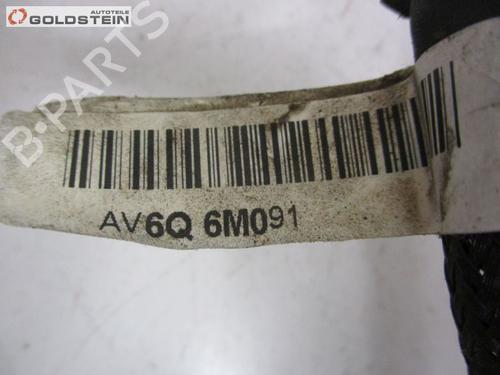 AUTOTEILE
GOLDSTEIN
B-PARTS
AV6Q 6M091